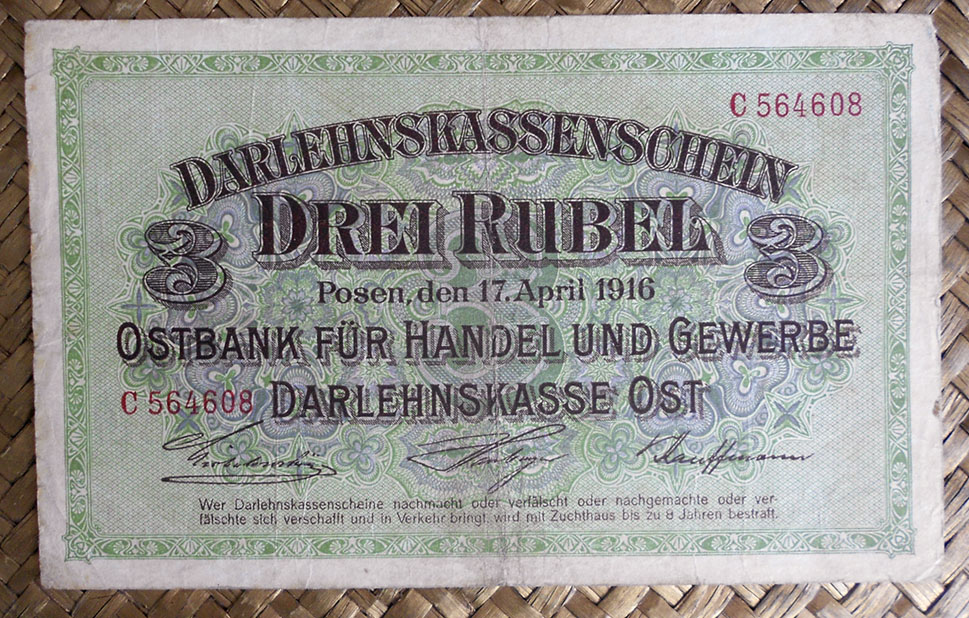 C 564608
DARLEHNSKASSENSCHEIN
3 DREI RUBEL 3
Posen, den 17. April 1916
OSTBANK FÜR HANDEL UND GEWERBE
C 564608 DARLEHNSKASSE OST
Kauffmann
Wer Darlehnskassenscheine nachmacht oder verfälscht oder nachgemachte oder ver-
fälschte sich verschafft und in Verkehr bringt, wird mit Zuchthaus bis zu 8 Jahren bestraft.